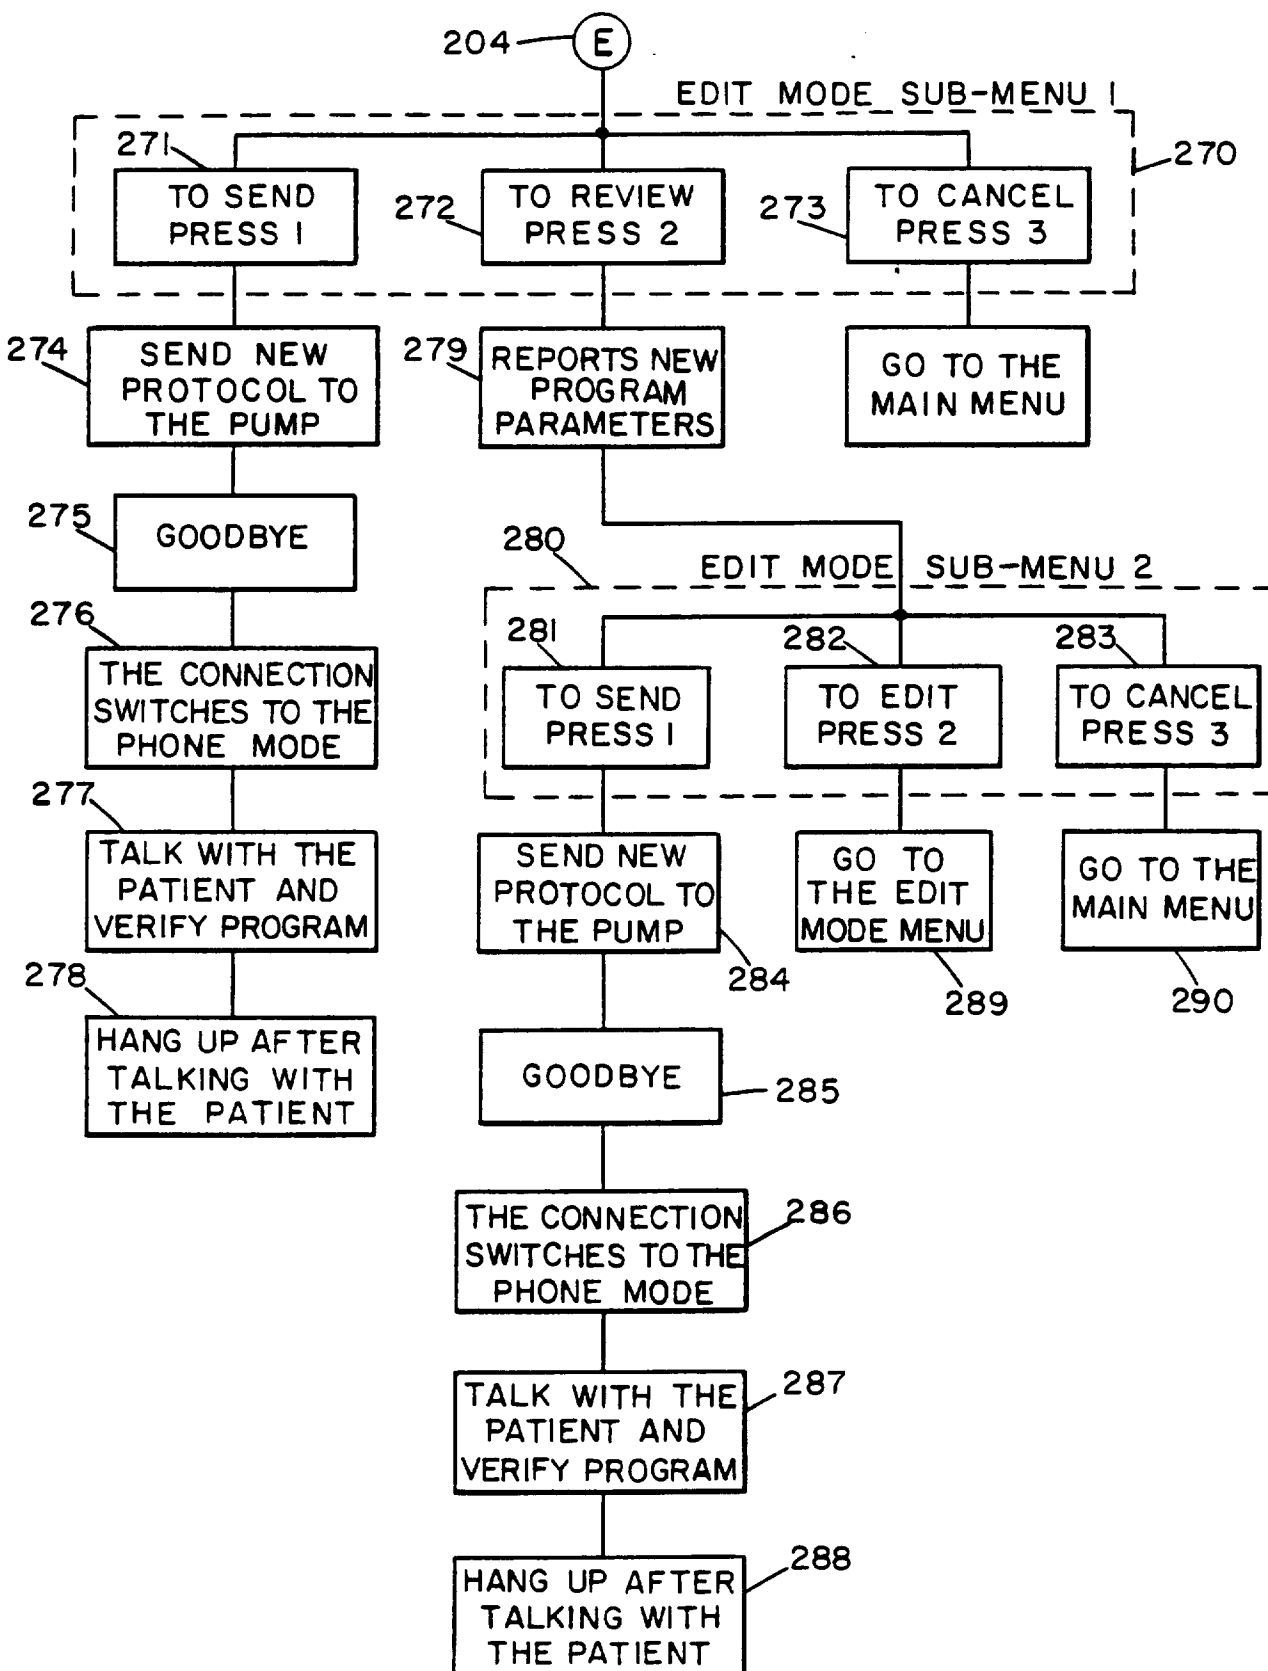 204
E
EDIT MODE SUB-MENU 1
270
271
TO SEND
PRESS 1
272
TO REVIEW
PRESS 2
273
TO CANCEL
PRESS 3
274
SEND NEW
PROTOCOL TO
THE PUMP
279
REPORTS NEW
PROGRAM
PARAMETERS
GO TO THE
MAIN MENU
275
GOODBYE
280
EDIT MODE SUB-MENU 2
276
THE CONNECTION
SWITCHES TO THE
PHONE MODE
281
TO SEND
PRESS 1
282
TO EDIT
PRESS 2
283
TO CANCEL
PRESS 3
277
TALK WITH THE
PATIENT AND
VERIFY PROGRAM
SEND NEW
PROTOCOL TO
THE PUMP
284
GO TO
THE EDIT
MODE MENU
289
GO TO THE
MAIN MENU
290
278
HANG UP AFTER
TALKING WITH
THE PATIENT
GOODBYE
285
THE CONNECTION
SWITCHES TO THE
PHONE MODE
286
TALK WITH THE
PATIENT AND
VERIFY PROGRAM
287
HANG UP AFTER
TALKING WITH
THE PATIENT
288